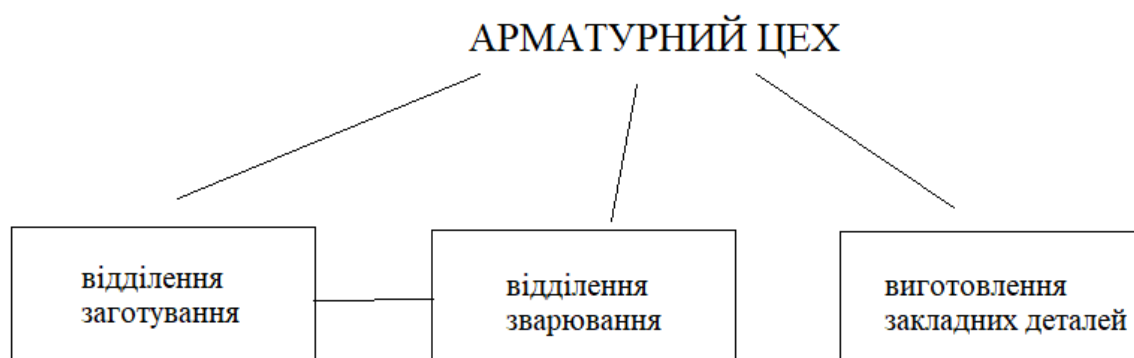 АРМАТУРНИЙ ЦЕХ
відділення
заготування
відділення
зварювання
виготовлення
закладних деталей